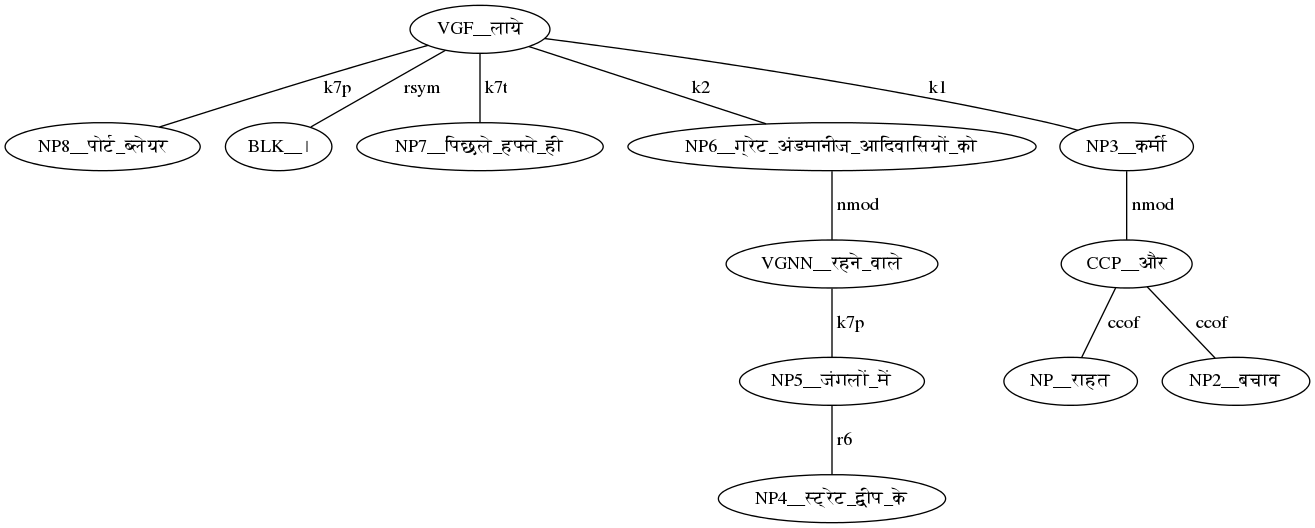 VGF__लाये
k7p rsym k7t k2 k1
NP8__पोर्ट_ब्लेयर BLK__। NP7__पिछले_हफ्ते_ही NP6__ग्रेट_अंडमानीज_आदिवासियों_को NP3__कर्मी
nmod nmod
VGNN__रहने_वाले CCP__और
k7p ccof ccof
NP5__जंगलों_में NP__राहत NP2__बचाव
r6
NP4__स्ट्रेट_द्वीप_के